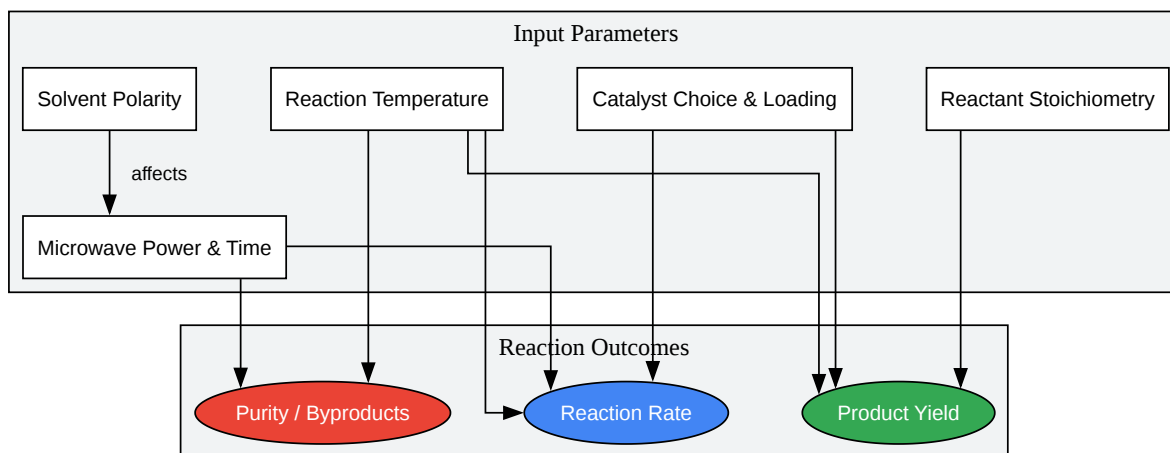 Input Parameters
Solvent Polarity
Reaction Temperature
Catalyst Choice & Loading
Reactant Stoichiometry
affects
Microwave Power & Time
Reaction Outcomes
Purity / Byproducts
Reaction Rate
Product Yield